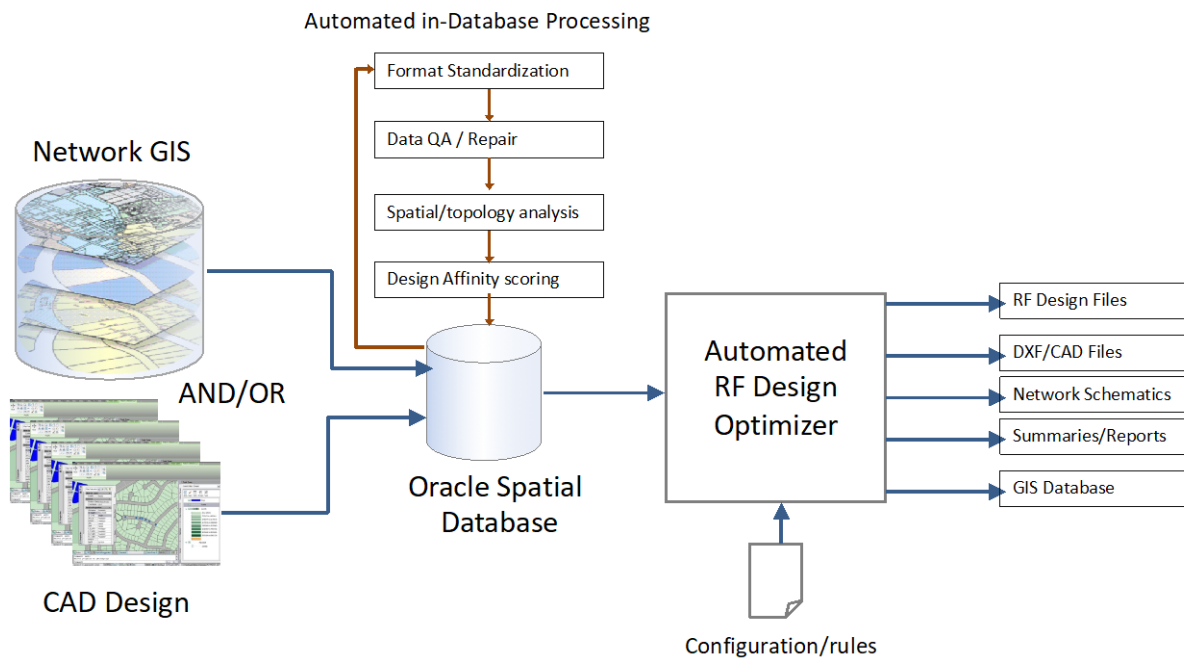 Automated in-Database Processing
Format Standardization
Data QA / Repair
Spatial/topology analysis
Design Affinity scoring
Network GIS
AND/OR
CAD Design
Oracle Spatial
Database
Automated
RF Design
Optimizer
Configuration/rules
RF Design Files
DXF/CAD Files
Network Schematics
Summaries/Reports
GIS Database